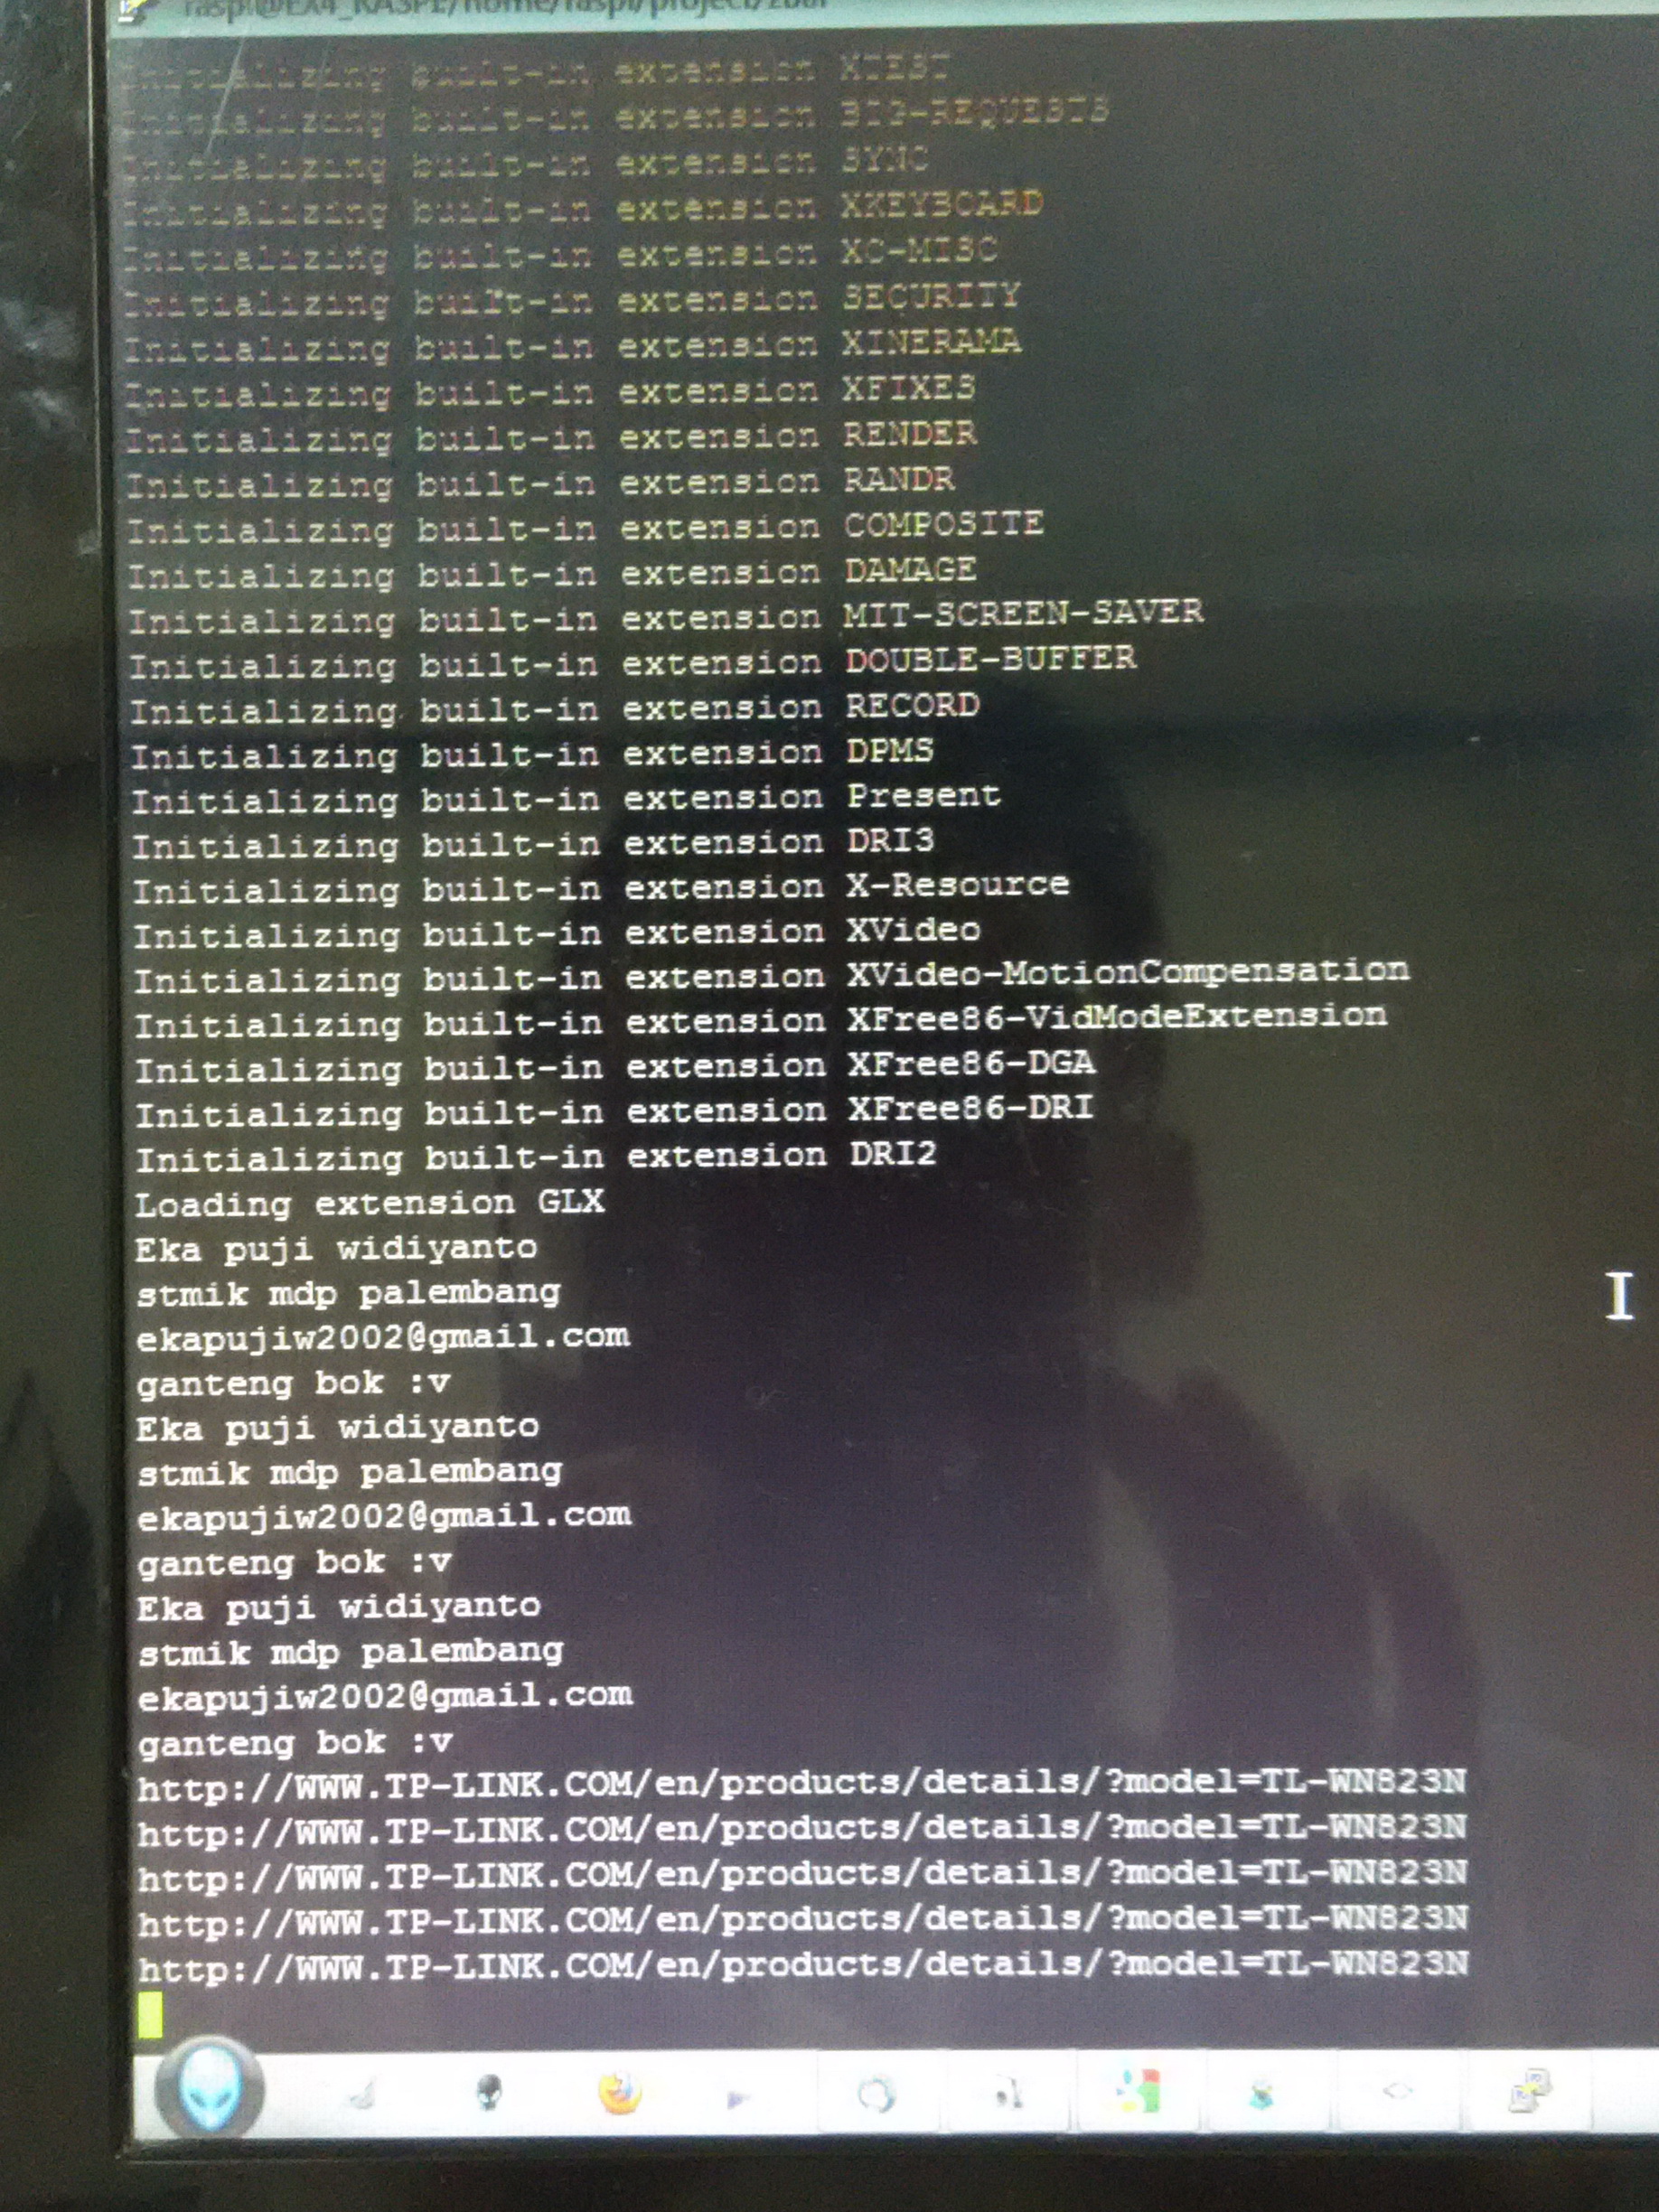 raspi@EX4_RASPI/home/raspi/project/zbar
Initializing built-in extension XTEST
Initializing built-in extension BIG-REQUESTS
Initializing built-in extension SYNC
Initializing built-in extension XKEYBOARD
Initializing built-in extension XC-MISC
Initializing built-in extension SECURITY
Initializing built-in extension XINERAMA
Initializing built-in extension XFIXES
Initializing built-in extension RENDER
Initializing built-in extension RANDR
Initializing built-in extension COMPOSITE
Initializing built-in extension DAMAGE
Initializing built-in extension MIT-SCREEN-SAVER
Initializing built-in extension DOUBLE-BUFFER
Initializing built-in extension RECORD
Initializing built-in extension DPMS
Initializing built-in extension Present
Initializing built-in extension DRI3
Initializing built-in extension X-Resource
Initializing built-in extension XVideo
Initializing built-in extension XVideo-MotionCompensation
Initializing built-in extension XFree86-VidModeExtension
Initializing built-in extension XFree86-DGA
Initializing built-in extension XFree86-DRI
Initializing built-in extension DRI2
Loading extension GLX
Eka puji widiyanto
stmik mdp palembang
ekapujiw2002@gmail.com
ganteng bok :v
Eka puji widiyanto
stmik mdp palembang
ekapujiw2002@gmail.com
ganteng bok :v
Eka puji widiyanto
stmik mdp palembang
ekapujiw2002@gmail.com
ganteng bok :v
http://WWW.TP-LINK.COM/en/products/details/?model=TL-WN823N
http://WWW.TP-LINK.COM/en/products/details/?model=TL-WN823N
http://WWW.TP-LINK.COM/en/products/details/?model=TL-WN823N
http://WWW.TP-LINK.COM/en/products/details/?model=TL-WN823N
http://WWW.TP-LINK.COM/en/products/details/?model=TL-WN823N